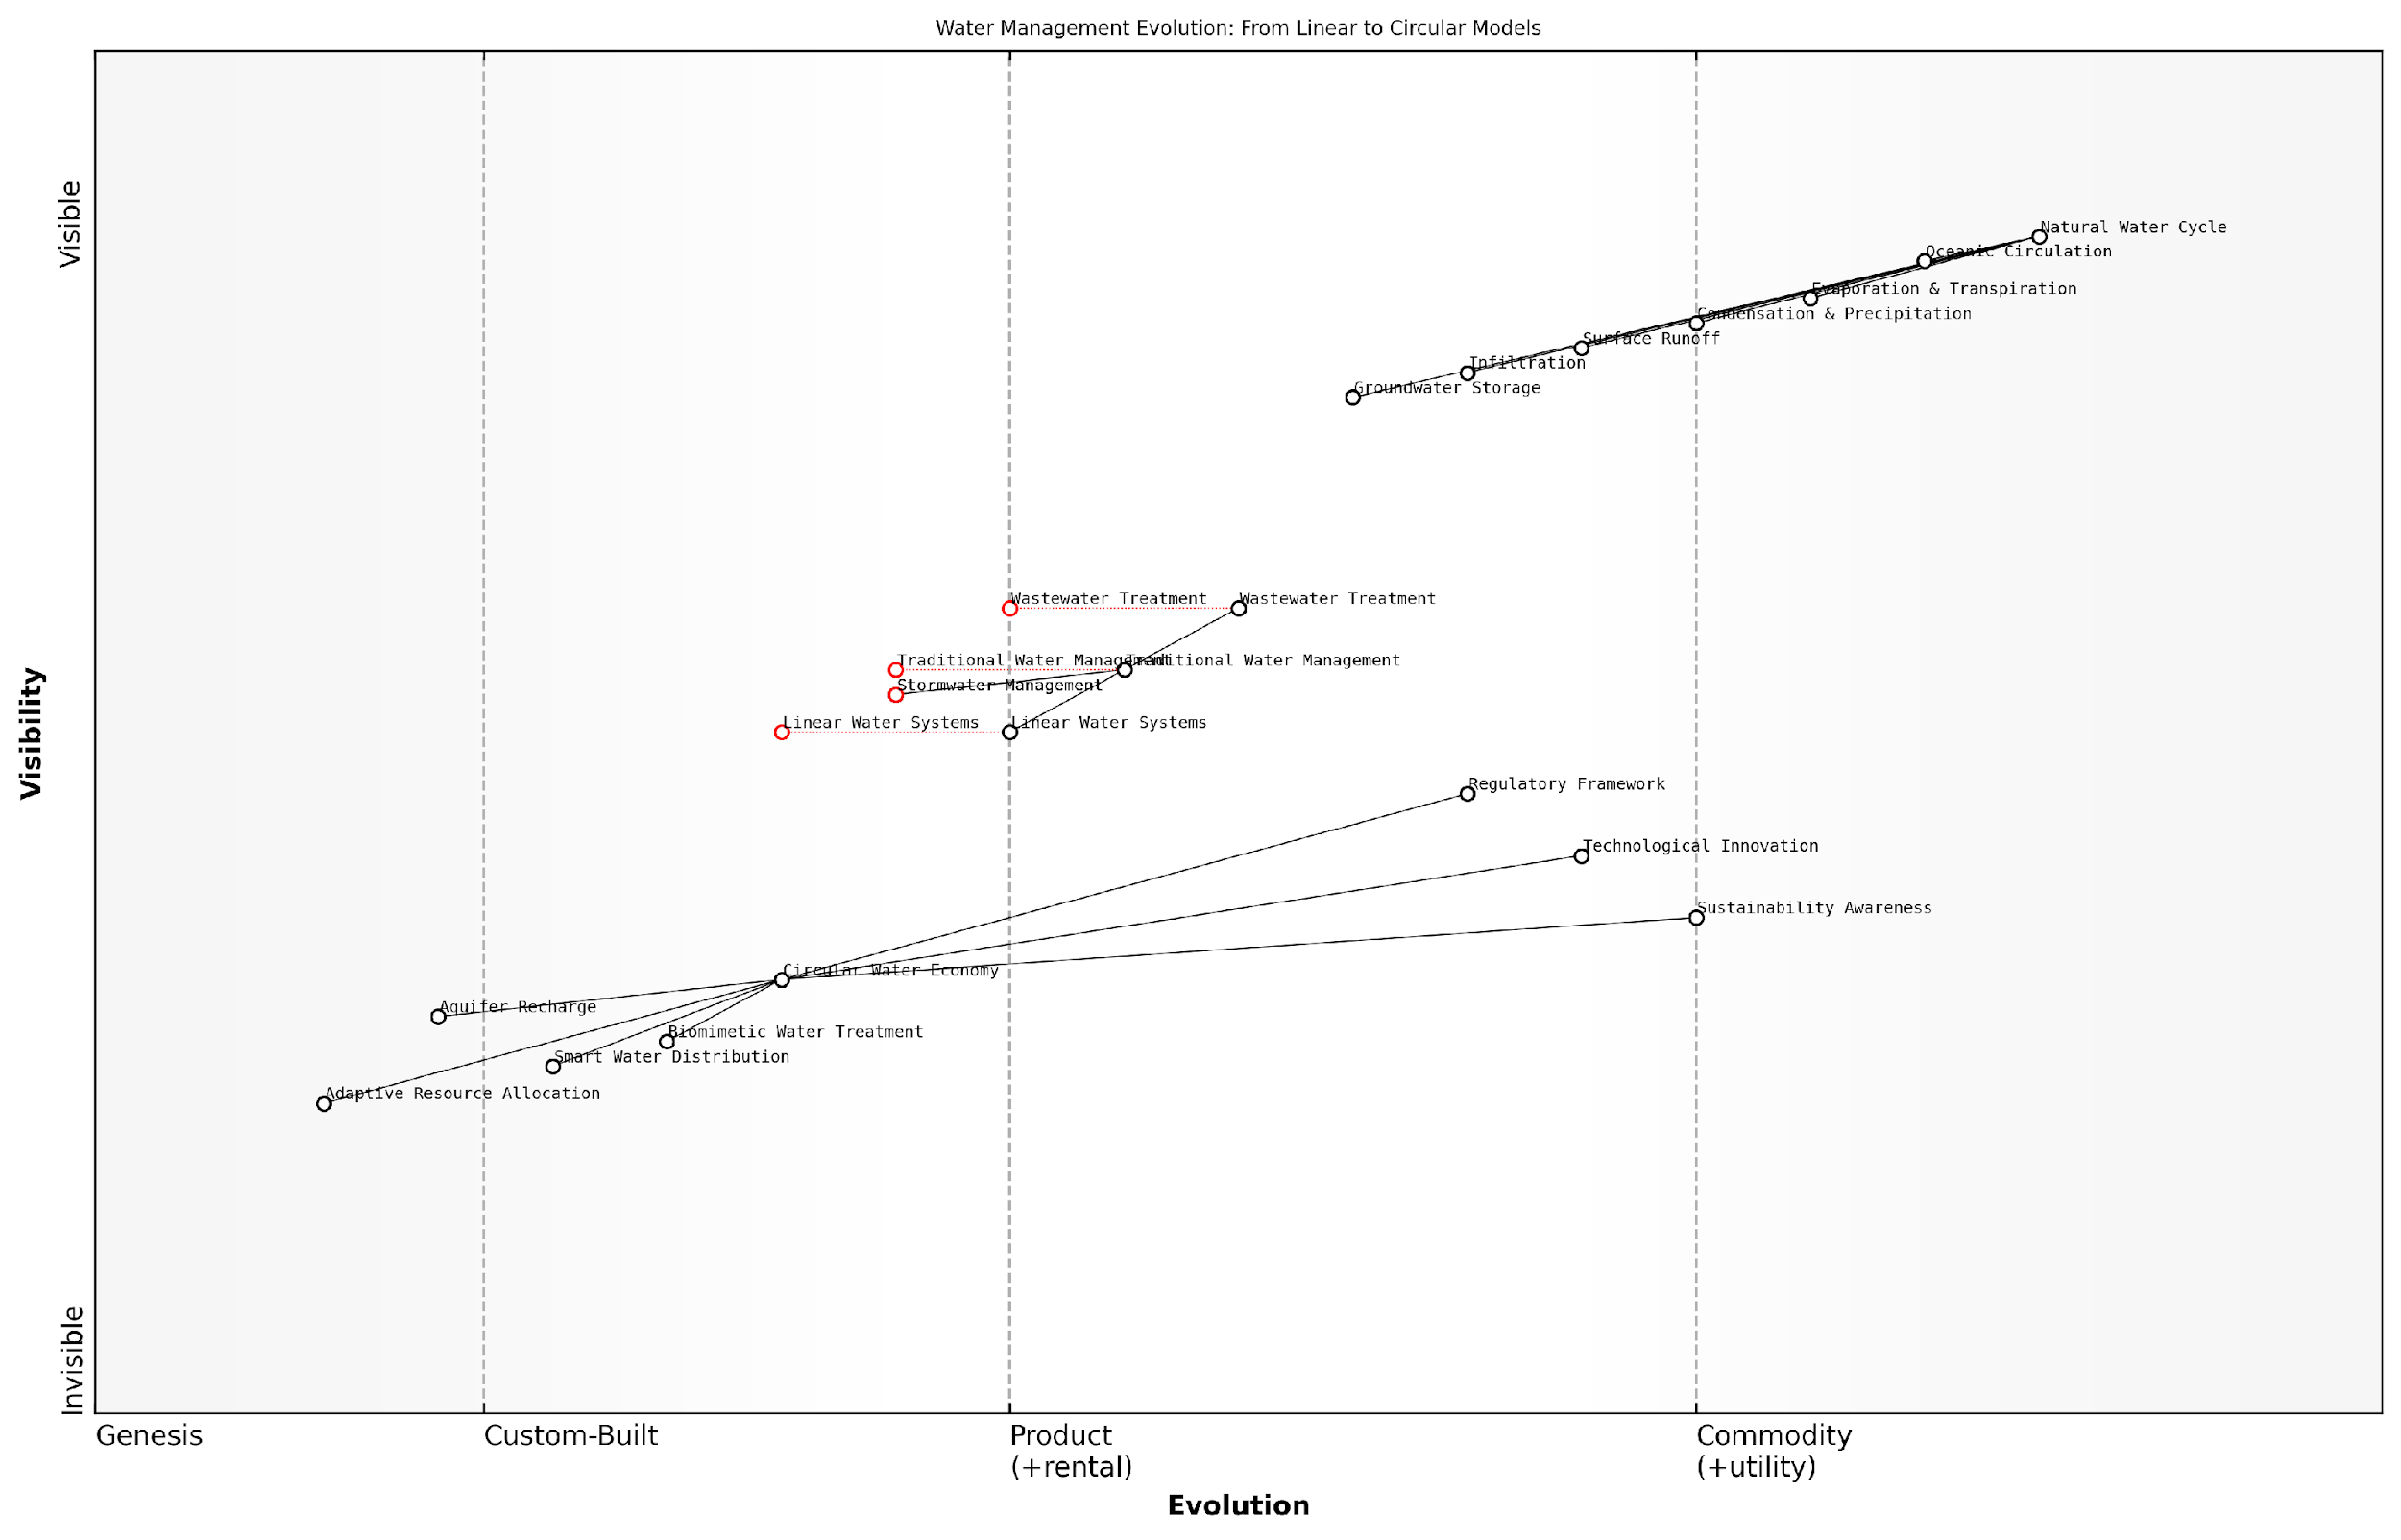 Water Management Evolution: From Linear to Circular Models
Visible
Natural Water Cycle
Oceanic Circulation
Evaporation & Transpiration
Condensation & Precipitation
Surface Runoff
Infiltration
Groundwater Storage
Wastewater Treatment
Wastewater Treatment
Traditional Water Management
Traditional Water Management
Stormwater Management
Linear Water Systems
Linear Water Systems
Visibility
Regulatory Framework
Technological Innovation
Sustainability Awareness
Circular Water Economy
Aquifer Recharge
Biomimetic Water Treatment
Smart Water Distribution
Adaptive Resource Allocation
Invisible
Genesis
Custom-Built
Product
(+rental)
Commodity
(+utility)
Evolution